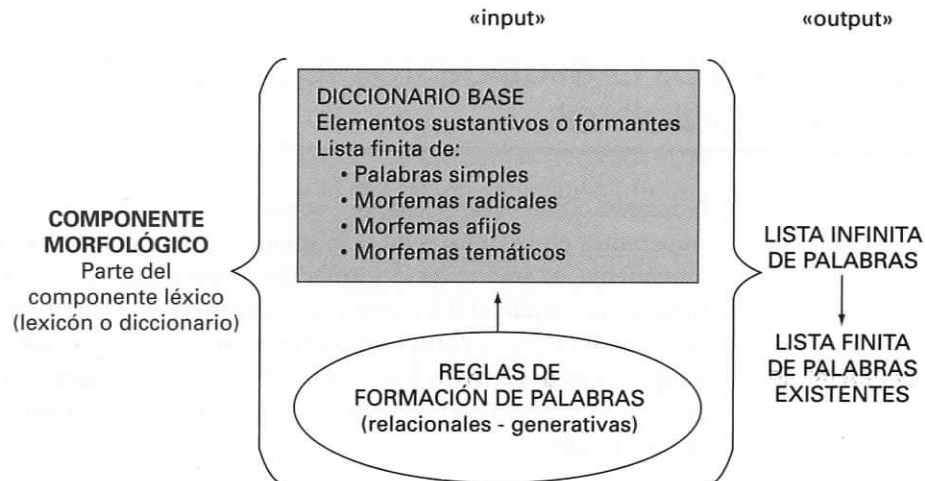 «input»
«output»
COMPONENTE
MORFOLÓGICO
Parte del
componente léxico
(lexicón o diccionario)
DICCIONARIO BASE
Elementos sustantivos o formantes
Lista finita de:
• Palabras simples
• Morfemas radicales
• Morfemas afijos
• Morfemas temáticos
REGLAS DE
FORMACIÓN DE PALABRAS
(relacionales - generativas)
LISTA INFINITA
DE PALABRAS
LISTA FINITA
DE PALABRAS
EXISTENTES